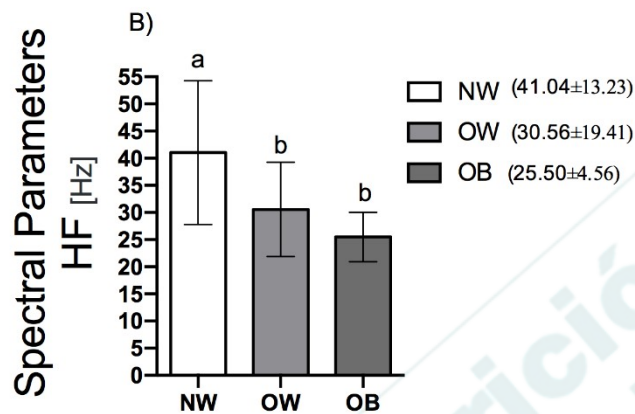 B)
Spectral Parameters
HF [Hz]
55
50
45
40
35
30
25
20
15
10
5
0
a
b
b
NW
OW
OB
NW (41.04±13.23)
OW (30.56±19.41)
OB (25.50±4.56)
rició